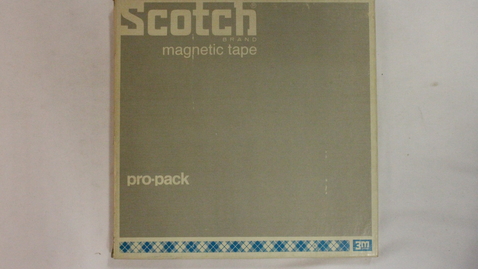 Scotch®
BRAND
magnetic tape
pro•pack
3m